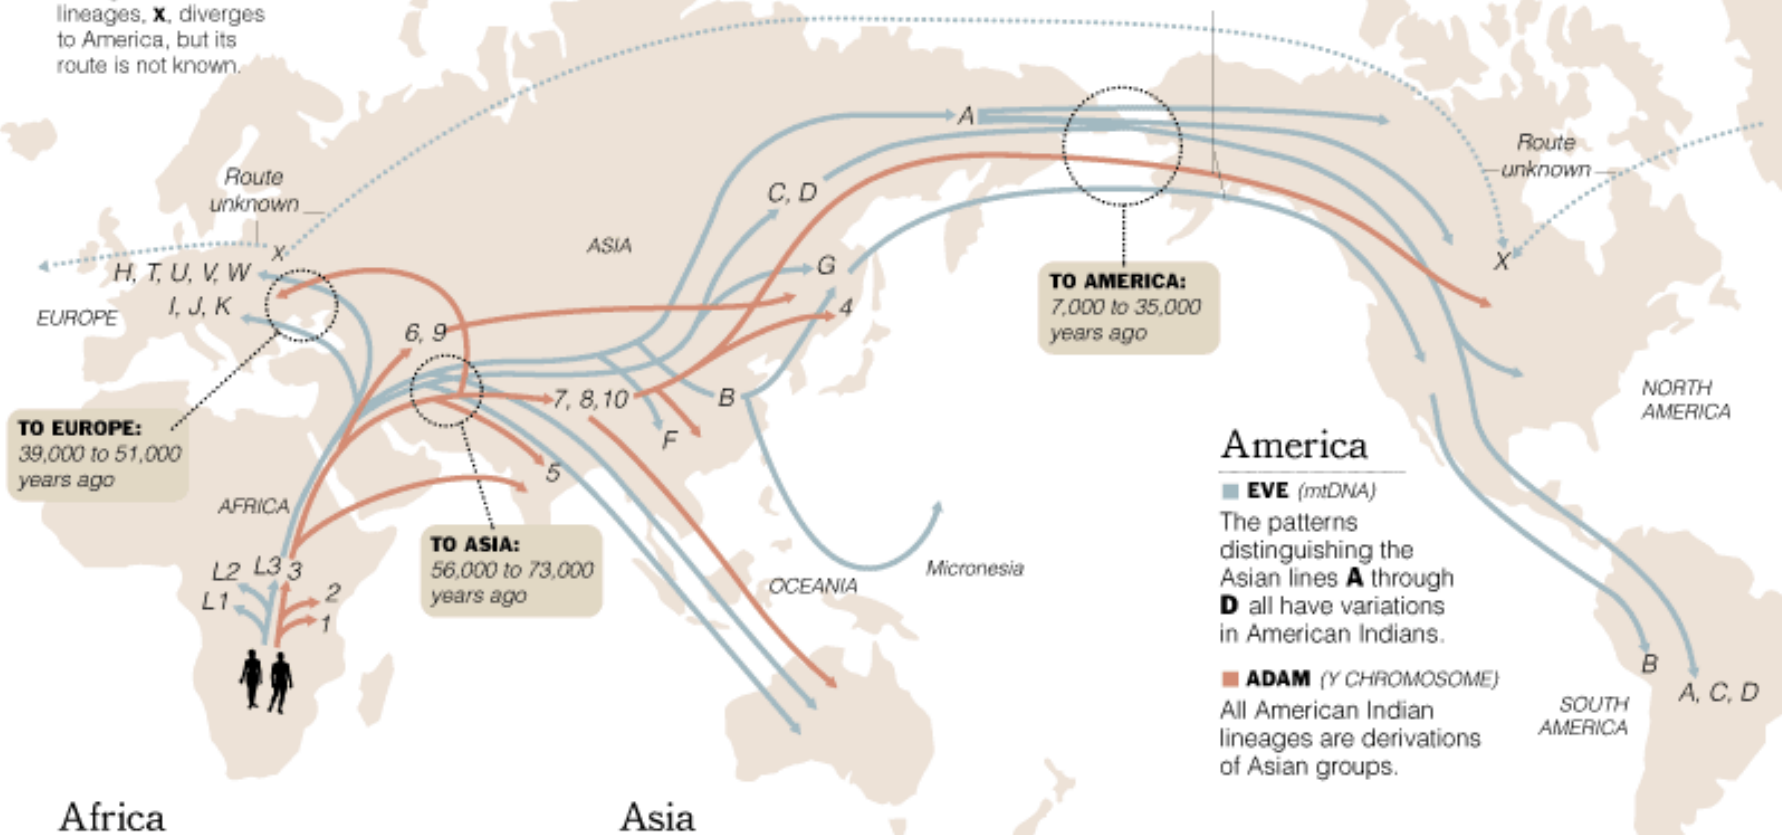 lineages, x, diverges
to America, but its
route is not known.
Route
unknown
X
H, T, U, V, W
I, J, K
EUROPE
TO EUROPE:
39,000 to 51,000
years ago
AFRICA
L2 L3 3
L1
2
1
ASIA
6, 9
7, 8, 10
5
TO ASIA:
56,000 to 73,000
years ago
A
C, D
G
4
B
F
OCEANIA
Micronesia
TO AMERICA:
7,000 to 35,000
years ago
Route
unknown
X
NORTH
AMERICA
America
EVE (mtDNA)
The patterns
distinguishing the
Asian lines A through
D all have variations
in American Indians.
ADAM (Y CHROMOSOME)
All American Indian
lineages are derivations
of Asian groups.
SOUTH
AMERICA
B
A, C, D
Africa
Asia